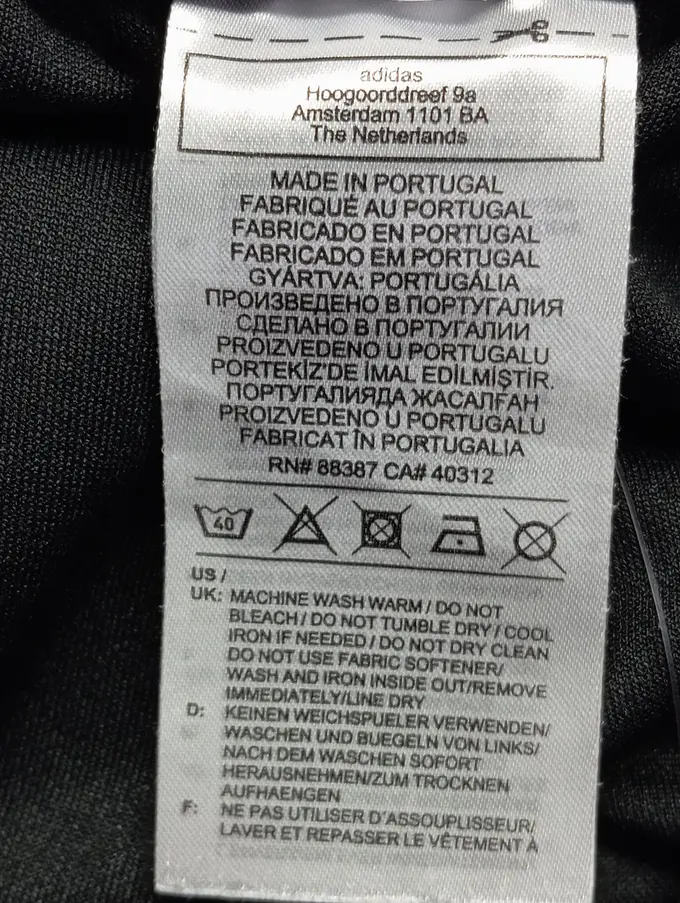 adidas
Hoogoorddreef 9a
Amsterdam 1101 BA
The Netherlands
MADE IN PORTUGAL
FABRIQUÉ AU PORTUGAL
FABRICADO EN PORTUGAL
FABRICADO EM PORTUGAL
GYÁRTVA: PORTUGÁLIA
ПРОИЗВЕДЕНО В ПОРТУГАЛИЯ
СДЕЛАНО В ПОРТУГАЛИИ
PROIZVEDENO U PORTUGALU
PORTEKİZ'DE İMAL EDİLMİŞTİR.
ПОРТУГАЛИЯДА ЖАСАЛҒАН
PROIZVEDENO U PORTUGALU
FABRICAT ÎN PORTUGALIA
RN# 88387 CA# 40312
40
US /
UK: MACHINE WASH WARM / DO NOT
BLEACH / DO NOT TUMBLE DRY / COOL
IRON IF NEEDED / DO NOT DRY CLEAN
DO NOT USE FABRIC SOFTENER/
WASH AND IRON INSIDE OUT/REMOVE
IMMEDIATELY/LINE DRY
D: KEINEN WEICHSPUELER VERWENDEN/
WASCHEN UND BUEGELN VON LINKS/
NACH DEM WASCHEN SOFORT
HERAUSNEHMEN/ZUM TROCKNEN
AUFHAENGEN
F: NE PAS UTILISER D'ASSOUPLISSEUR/
LAVER ET REPASSER LE VÊTEMENT À